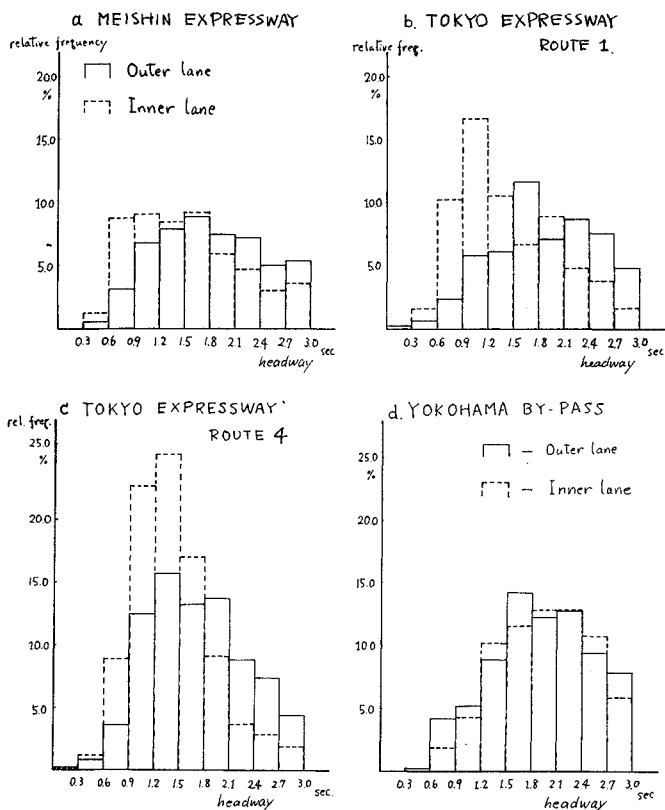 a MEISHIN EXPRESSWAY
relative frequency
20.0
%
15.0
10.0
5.0
Outer lane
Inner lane
0.3 0.6 0.9 1.2 1.5 1.8 2.1 2.4 2.7 3.0
headway sec
b. TOKYO EXPRESSWAY
ROUTE 1.
relative freq.
20.0
%
15.0
100
5.0
0.3 0.6 0.9 1.2 1.5 1.8 2.1 2.4 2.7 3.0
headway sec
c TOKYO EXPRESSWAY
ROUTE 4
rel. freq.
25.0
%
20.0
15.0
10.0
5.0
0.3 0.6 0.9 1.2 1.5 1.8 2.1 2.4 2.7 3.0
headway sec.
d. YOKOHAMA BY-PASS
25.0
%
20.0
15.0
10.0
5.0
— Outer lane
— Inner lane
0.3 0.6 0.9 1.2 1.5 1.8 2.1 2.4 2.7 3.0
headway sec.